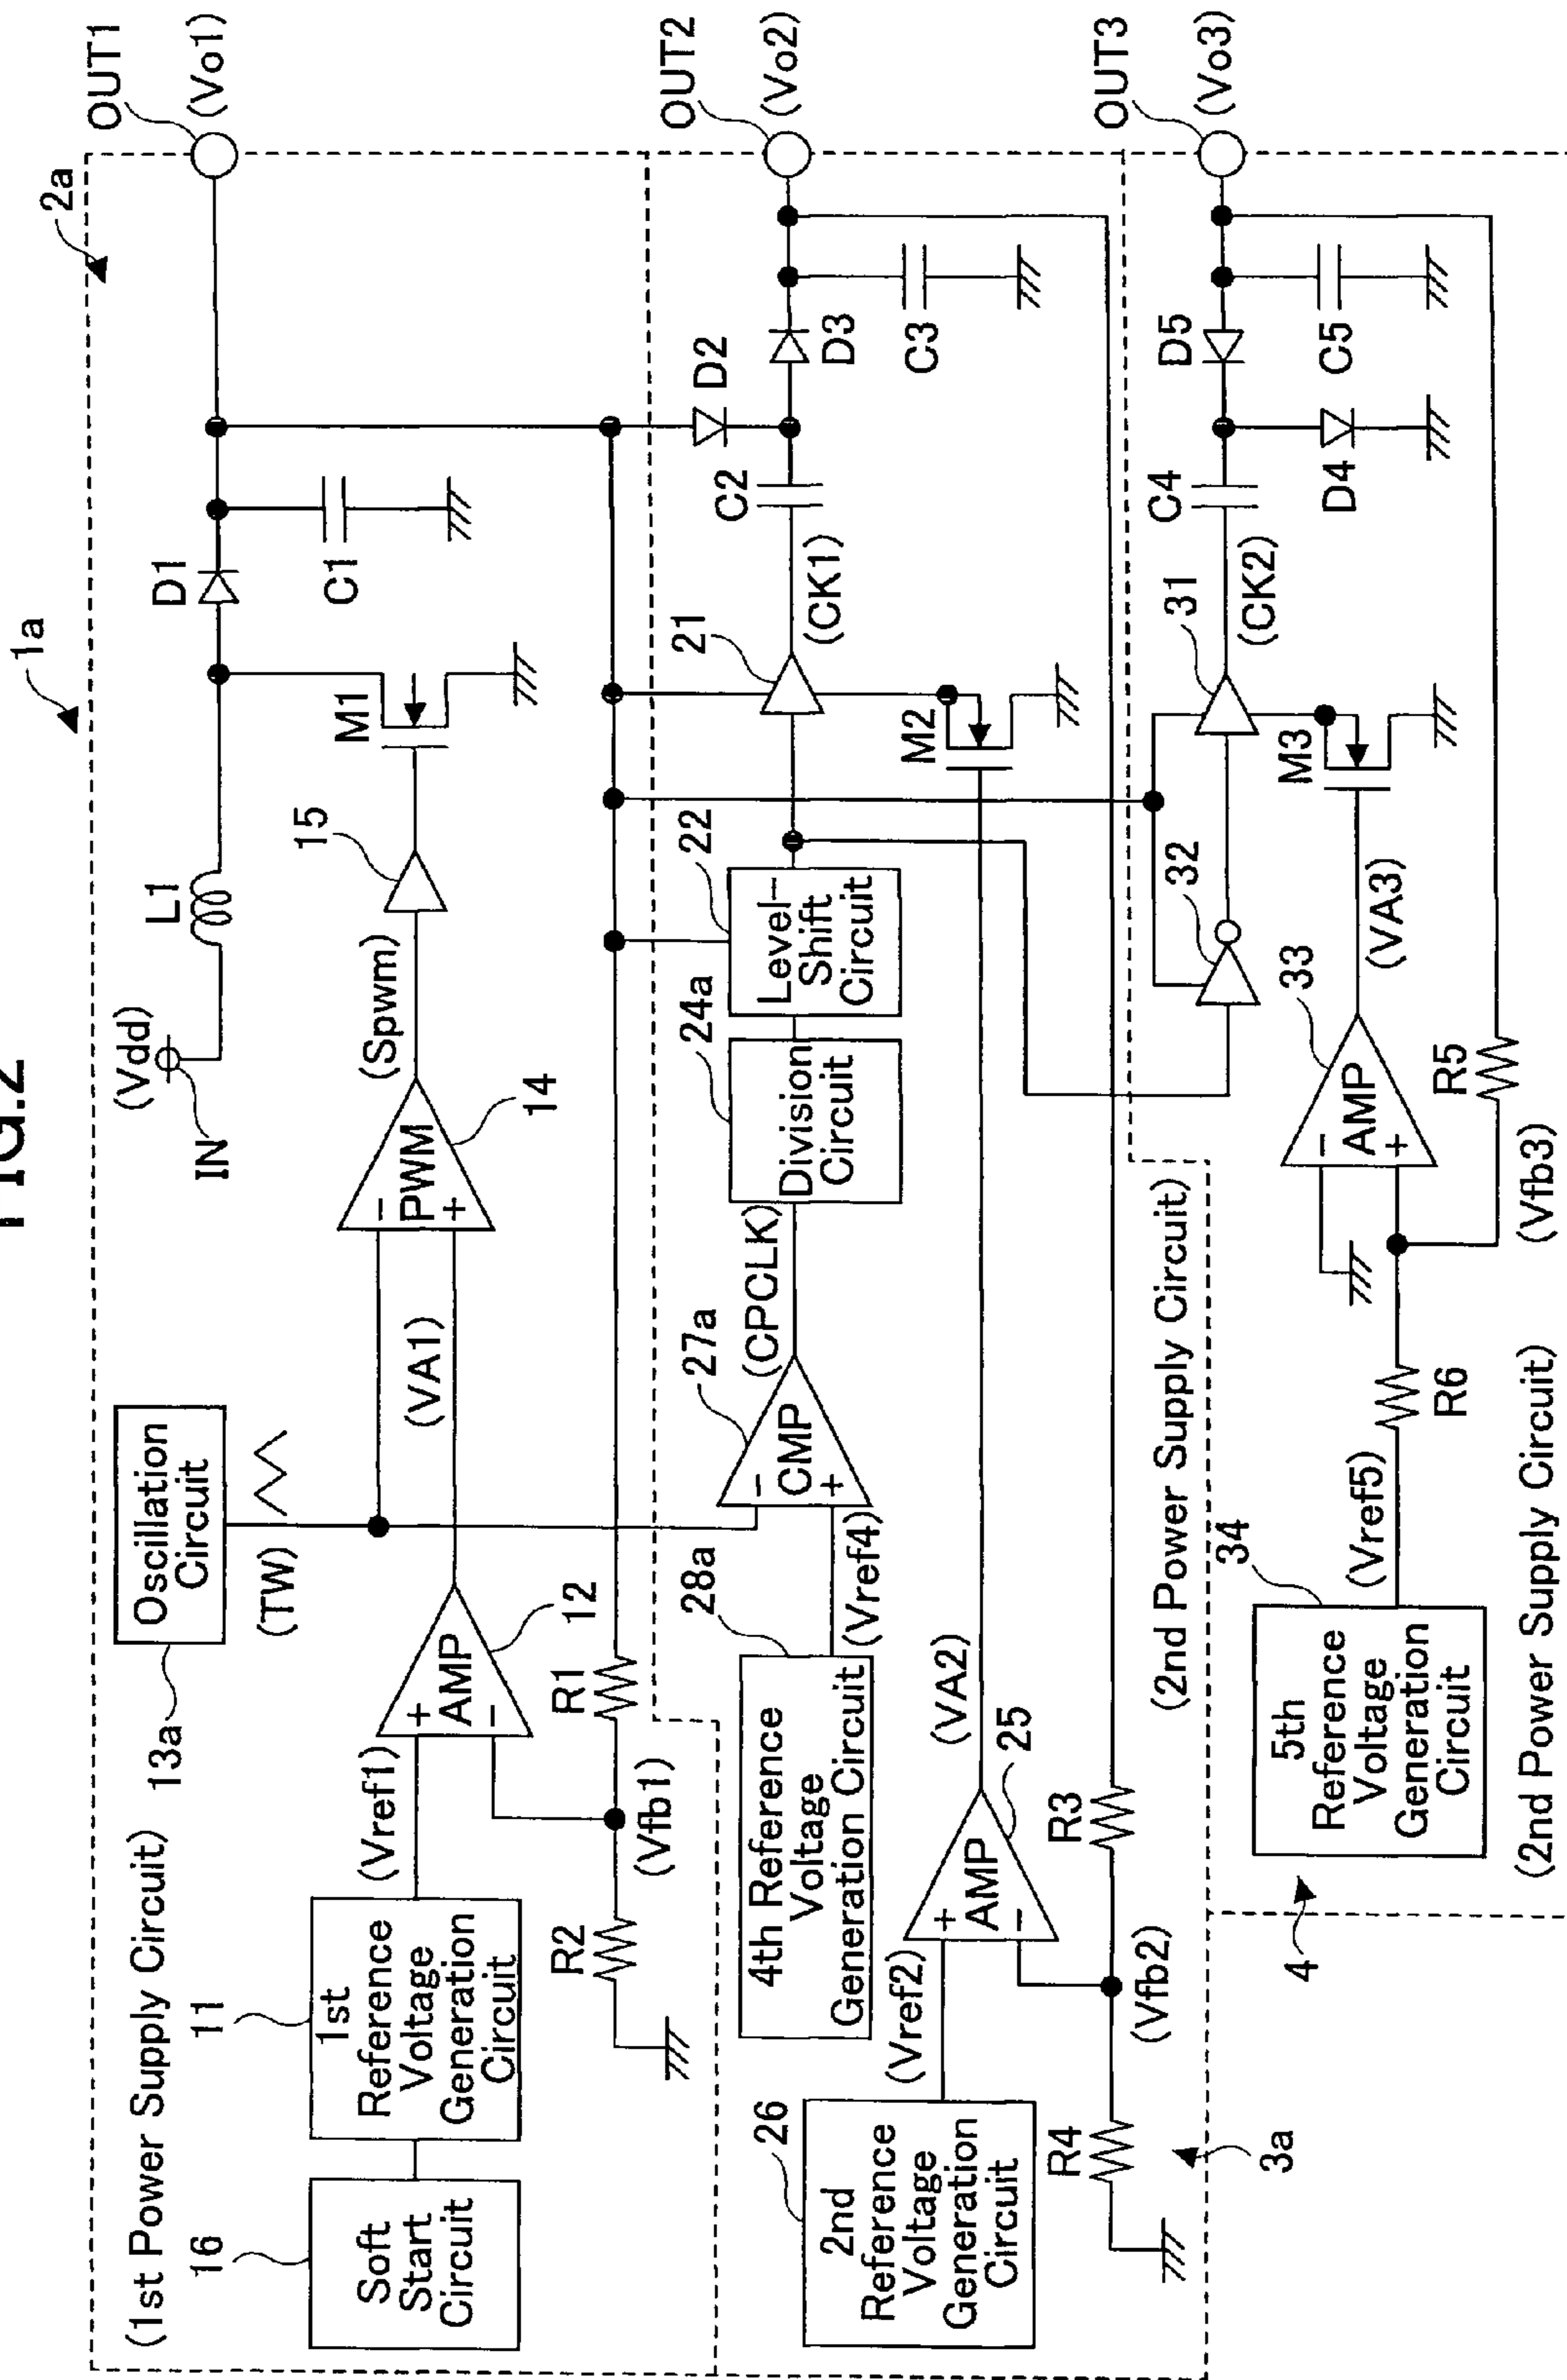 FIG.2
1a
2a
(1st Power Supply Circuit)
16
Soft
Start
Circuit
11
1st
Reference
Voltage
Generation
Circuit
(Vref1)
13a
Oscillation
Circuit
(TW)
+
AMP
−
12
(VA1)
−
PWM
+
14
(Spwm)
15
(Vdd)
IN
L1
M1
D1
C1
OUT1
(Vo1)
R2
(Vfb1)
R1
28a
4th Reference
Voltage
Generation Circuit
(Vref4)
27a
−
CMP
+
(CPCLK)
24a
Division
Circuit
22
Level-
Shift
Circuit
21
(CK1)
C2
D2
D3
C3
OUT2
(Vo2)
26
2nd
Reference
Voltage
Generation
Circuit
(Vref2)
+
AMP
−
25
(VA2)
M2
R4
(Vfb2)
R3
3a
(2nd Power Supply Circuit)
4
34
5th
Reference
Voltage
Generation
Circuit
(Vref5)
R6
−
AMP
+
33
(VA3)
32
31
M3
(CK2)
C4
D4
D5
C5
OUT3
(Vo3)
R5
(Vfb3)
(2nd Power Supply Circuit)